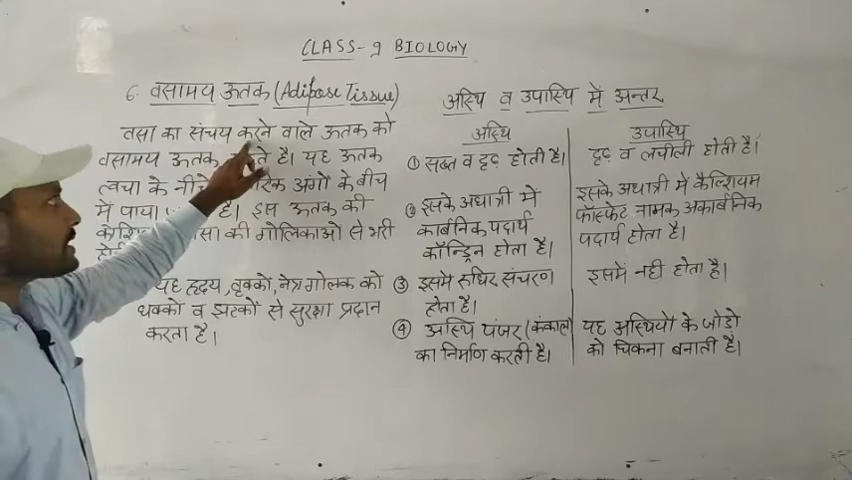 CLASS-9 BIOLOGY
6. वसामय ऊतक (Adipose Tissue)
वसा का संचय करने वाले ऊतक को
वसामय ऊतक है। यह ऊतक
त्वचा के नीचे अंगों के बीच
में पाया है। इस ऊतक की
की गोलिकाओं से भरी
यह हृदय, वृक्कों, नेत्र गोलक को
धक्कों व झटकों से सुरक्षा प्रदान
करता है।
अस्थि व उपास्थि में अन्तर
अस्थि
① सख्त व दृढ़ होती है।
② इसके अधात्री में
कार्बनिक पदार्थ
कॉन्ड्रिन होता है।
③ इसमें रूधिर संचरण
होता है।
④ अस्थि पंजर (कंकाल)
का निर्माण करती है।
उपास्थि
दृढ़ व लचीली होती है।
इसके अधात्री में कैल्शियम
फॉस्फेट नामक अकार्बनिक
पदार्थ होता है।
इसमें नही होता है।
यह अस्थियों के जोड़ो
को चिकना बनाती है।